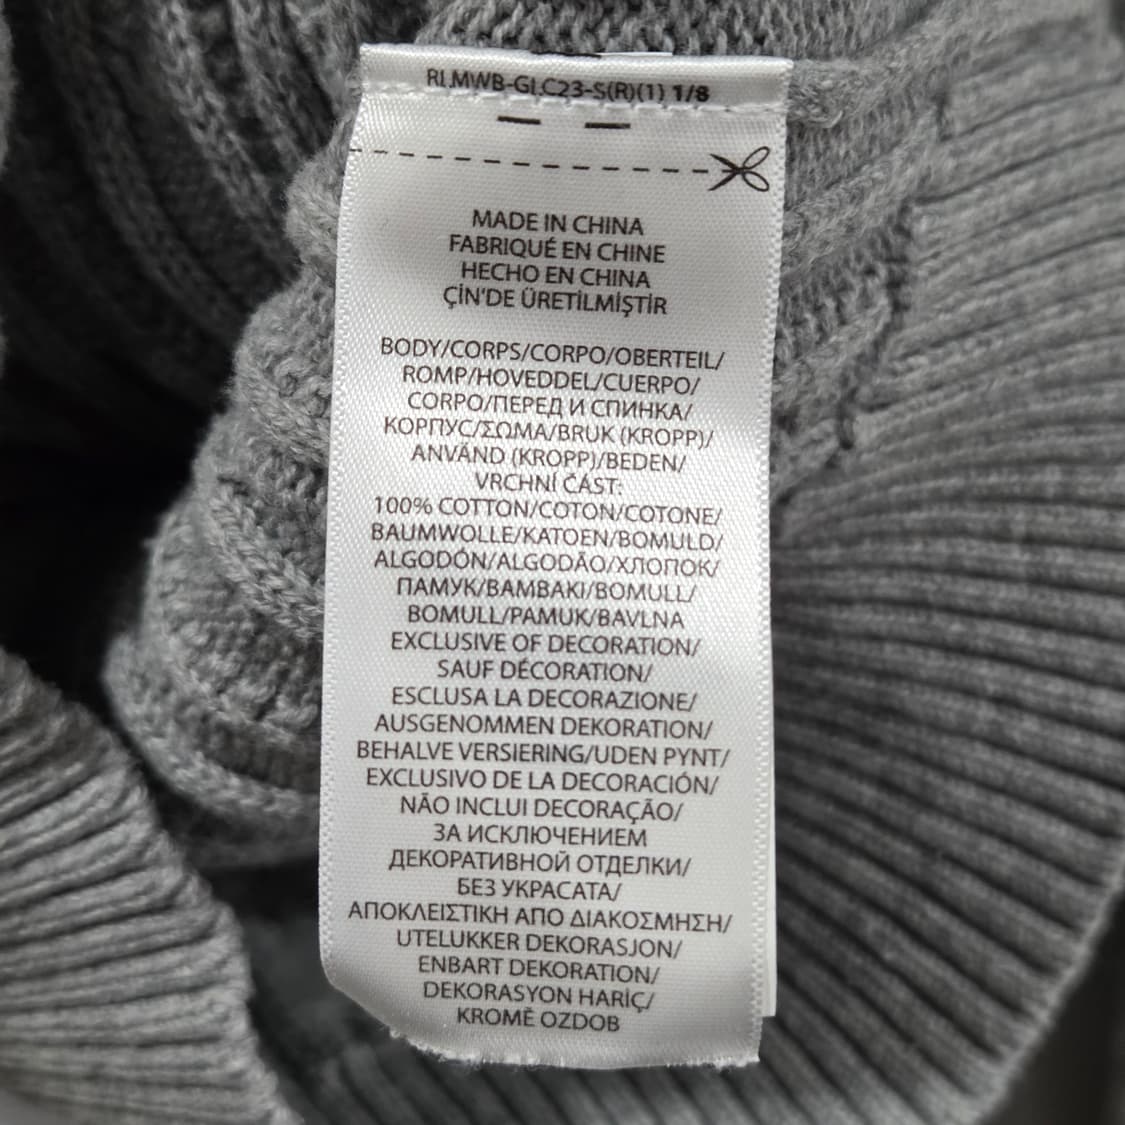 RLMWB-GLC23-S(R)(1) 1/8
MADE IN CHINA
FABRIQUÉ EN CHINE
HECHO EN CHINA
ÇİN'DE ÜRETİLMİŞTİR
BODY/CORPS/CORPO/OBERTEIL/
ROMP/HOVEDDEL/CUERPO/
CORPO/ПЕРЕД И СПИНКА/
КОРПУС/ΣΩΜΑ/BRUK (KROPP)/
ANVÄND (KROPP)/BEDEN/
VRCHNÍ ČÁST:
100% COTTON/COTON/COTONE/
BAUMWOLLE/KATOEN/BOMULD/
ALGODÓN/ALGODÃO/ХЛОПОК/
ПАМУК/ΒΑΜΒΑΚΙ/BOMULL/
BOMULL/PAMUK/BAVLNA
EXCLUSIVE OF DECORATION/
SAUF DÉCORATION/
ESCLUSA LA DECORAZIONE/
AUSGENOMMEN DEKORATION/
BEHALVE VERSIERING/UDEN PYNT/
EXCLUSIVO DE LA DECORACIÓN/
NÃO INCLUI DECORAÇÃO/
ЗА ИСКЛЮЧЕНИЕМ
ДЕКОРАТИВНОЙ ОТДЕЛКИ/
БЕЗ УКРАСАТА/
ΑΠΟΚΛΕΙΣΤΙΚΗ ΑΠΟ ΔΙΑΚΟΣΜΗΣΗ/
UTELUKKER DEKORASJON/
ENBART DEKORATION/
DEKORASYON HARİÇ/
KROMĚ OZDOB